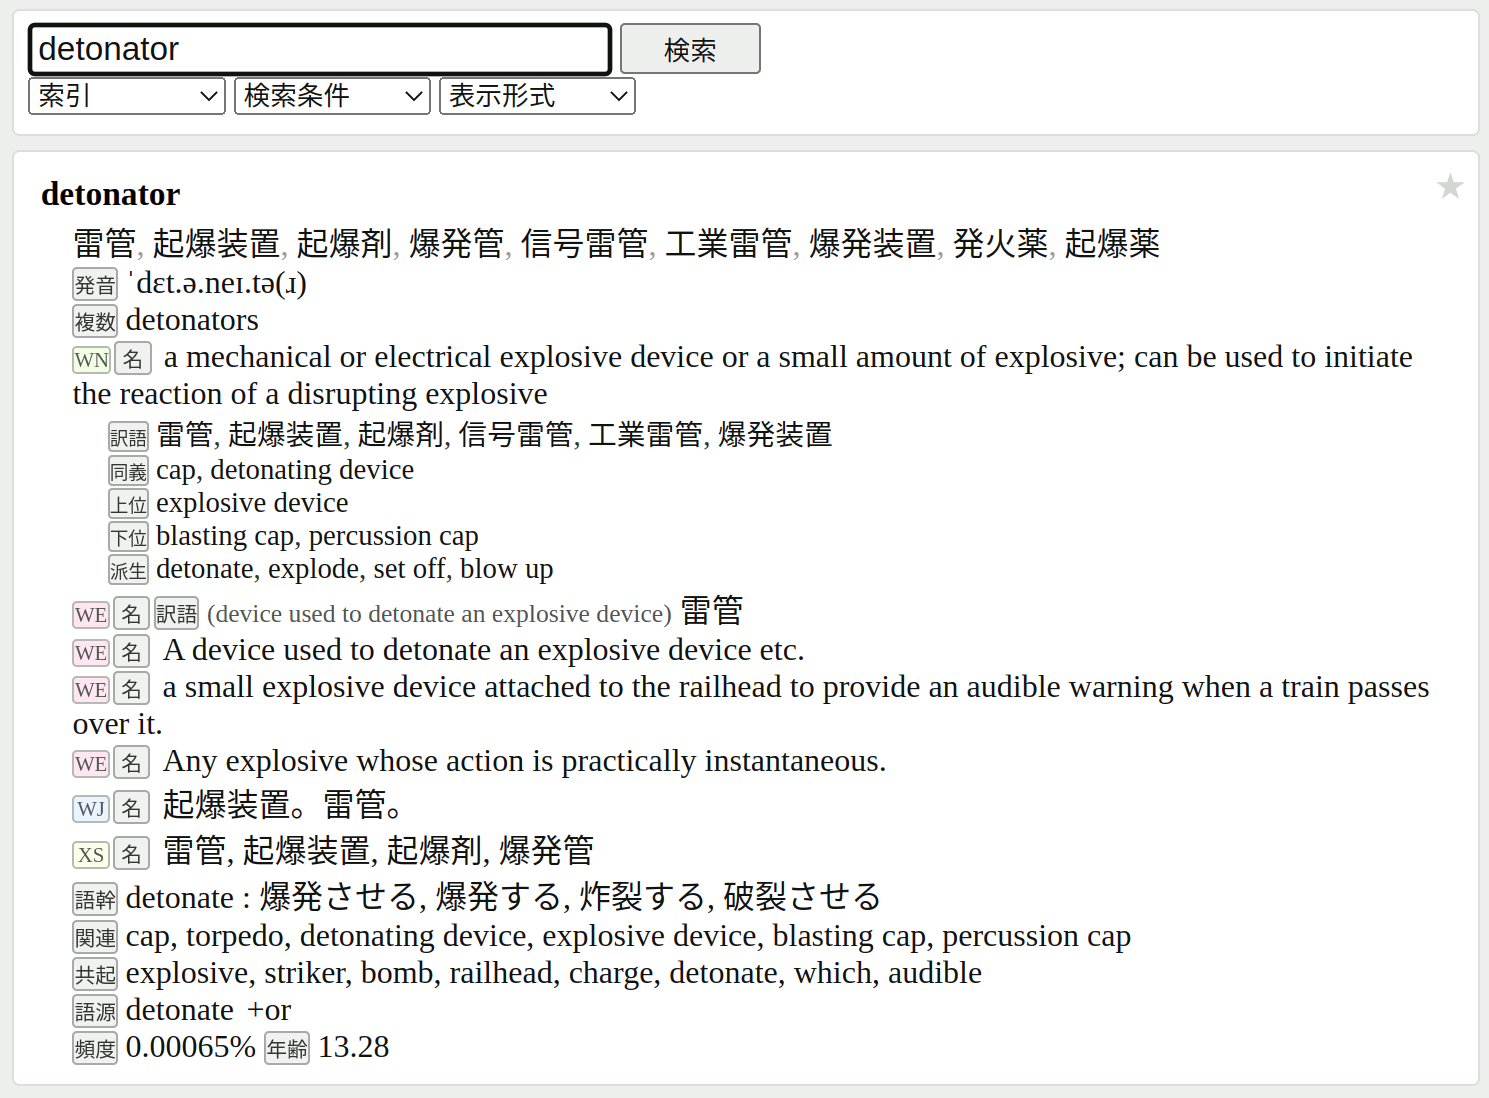 detonator 検索
索引 検索条件 表示形式
detonator ★
雷管, 起爆装置, 起爆剤, 爆発管, 信号雷管, 工業雷管, 爆発装置, 発火薬, 起爆薬
発音 ˈdɛt.ə.neɪ.tə(ɹ)
複数 detonators
WN 名 a mechanical or electrical explosive device or a small amount of explosive; can be used to initiate
the reaction of a disrupting explosive
訳語 雷管, 起爆装置, 起爆剤, 信号雷管, 工業雷管, 爆発装置
同義 cap, detonating device
上位 explosive device
下位 blasting cap, percussion cap
派生 detonate, explode, set off, blow up
WE 名 訳語 (device used to detonate an explosive device) 雷管
WE 名 A device used to detonate an explosive device etc.
WE 名 a small explosive device attached to the railhead to provide an audible warning when a train passes
over it.
WE 名 Any explosive whose action is practically instantaneous.
WJ 名 起爆装置。雷管。
XS 名 雷管, 起爆装置, 起爆剤, 爆発管
語幹 detonate : 爆発させる, 爆発する, 炸裂する, 破裂させる
関連 cap, torpedo, detonating device, explosive device, blasting cap, percussion cap
共起 explosive, striker, bomb, railhead, charge, detonate, which, audible
語源 detonate +or
頻度 0.00065% 年齢 13.28